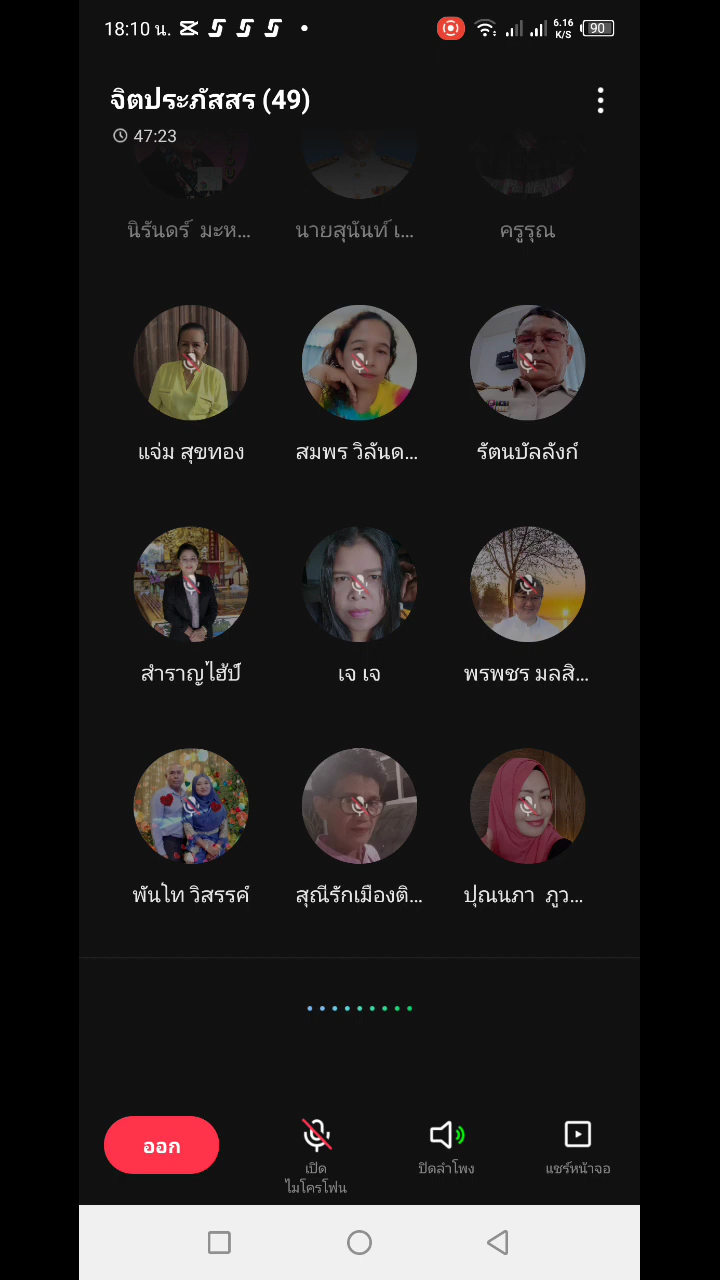 18:10 น.
6.16 K/S
90
จิตประภัสสร (49)
47:23
นิรันดร์ มะห...
นายสุนันท์ เ...
ครูรุณ
แจ่ม สุขทอง
สมพร วิลันด...
รัตนบัลลังก์
สำราญไฮ้ป์
เจ เจ
พรพชร มลสิ...
พันไท วิสรรค์
สุณีรักเมืองติ...
ปุณนภา ภูว...
ออก
เปิด
ไมโครโฟน
ปิดลำโพง
แชร์หน้าจอ